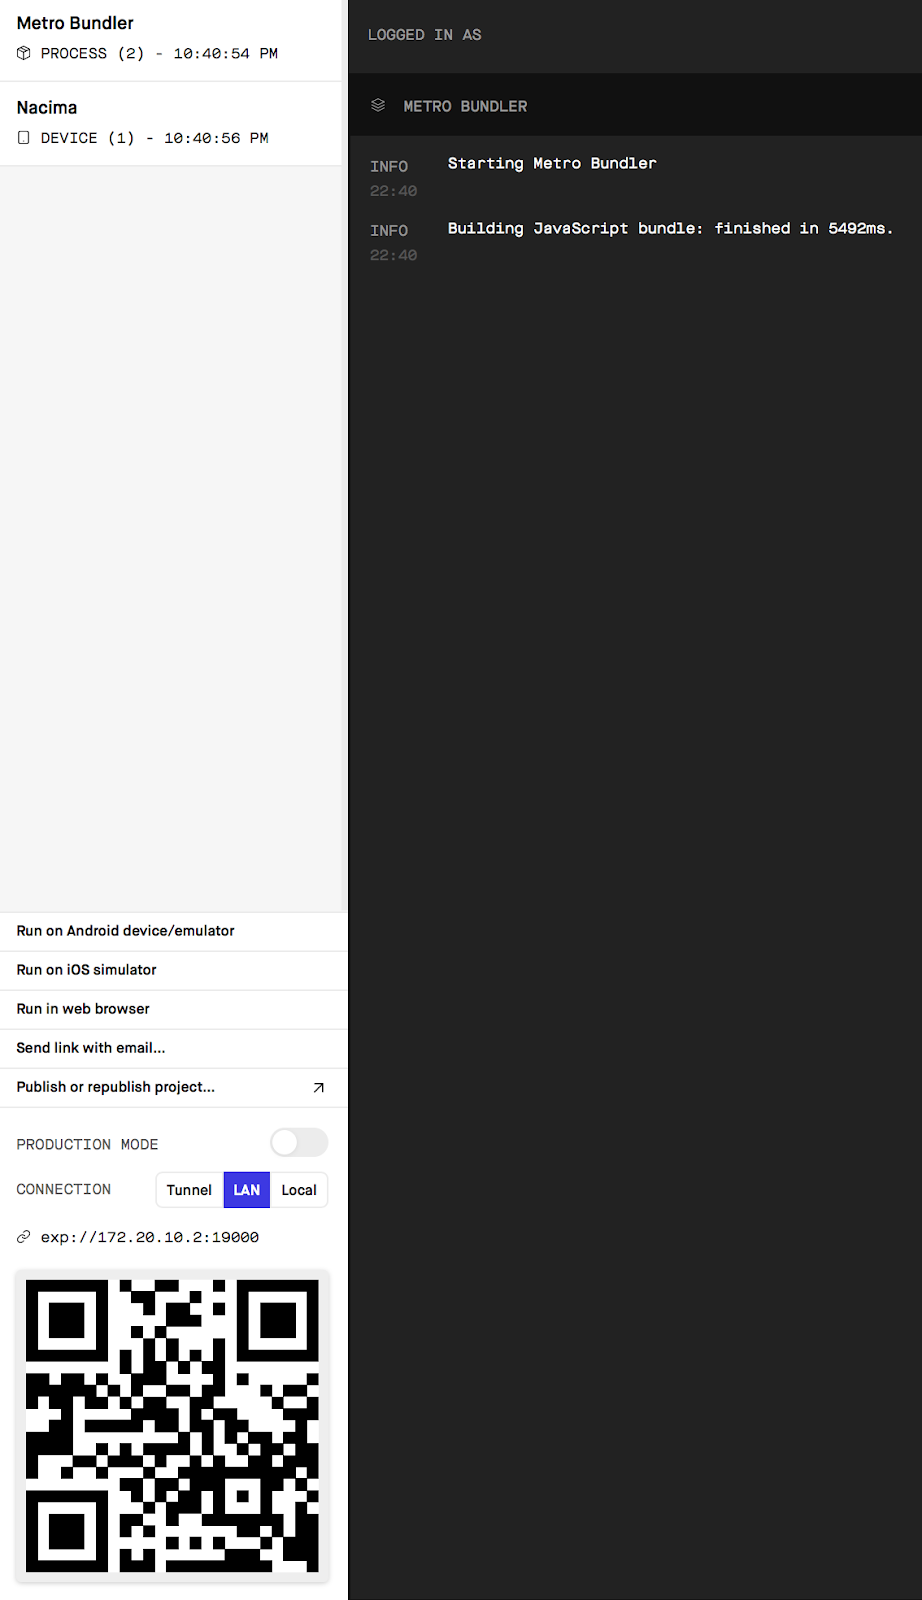 Metro Bundler
PROCESS (2) - 10:40:54 PM
Nacima
DEVICE (1) - 10:40:56 PM
Run on Android device/emulator
Run on iOS simulator
Run in web browser
Send link with email...
Publish or republish project...
PRODUCTION MODE
CONNECTION Tunnel LAN Local
exp://172.20.10.2:19000
LOGGED IN AS
METRO BUNDLER
INFO Starting Metro Bundler
22:40
INFO Building JavaScript bundle: finished in 5492ms.
22:40